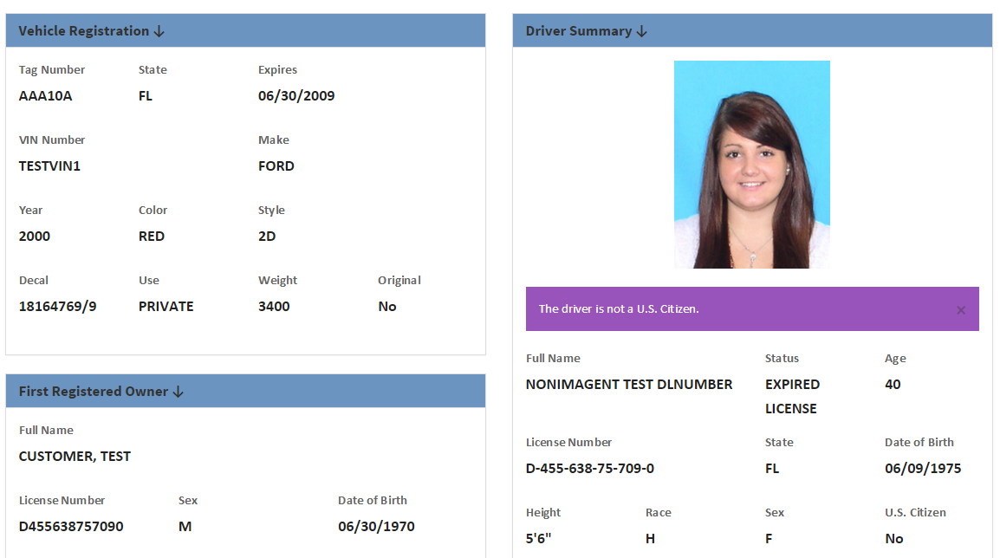 Vehicle Registration ↓
Tag Number State Expires
AAA10A FL 06/30/2009
VIN Number Make
TESTVIN1 FORD
Year Color Style
2000 RED 2D
Decal Use Weight Original
18164769/9 PRIVATE 3400 No
First Registered Owner ↓
Full Name
CUSTOMER, TEST
License Number Sex Date of Birth
D455638757090 M 06/30/1970
Driver Summary ↓
The driver is not a U.S. Citizen. ×
Full Name Status Age
NONIMAGENT TEST DLNUMBER EXPIRED 40
LICENSE
License Number State Date of Birth
D-455-638-75-709-0 FL 06/09/1975
Height Race Sex U.S. Citizen
5'6" H F No